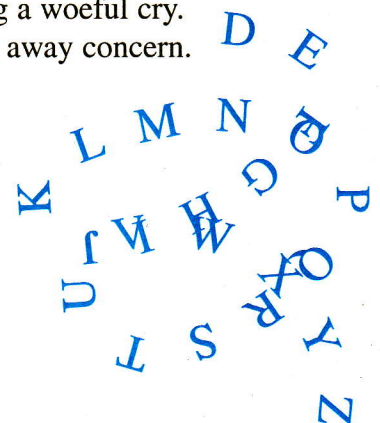 g a woeful cry.
away concern.
D E
K L M N O F
G P
U J I V H W
X Q
T S R Y
Z